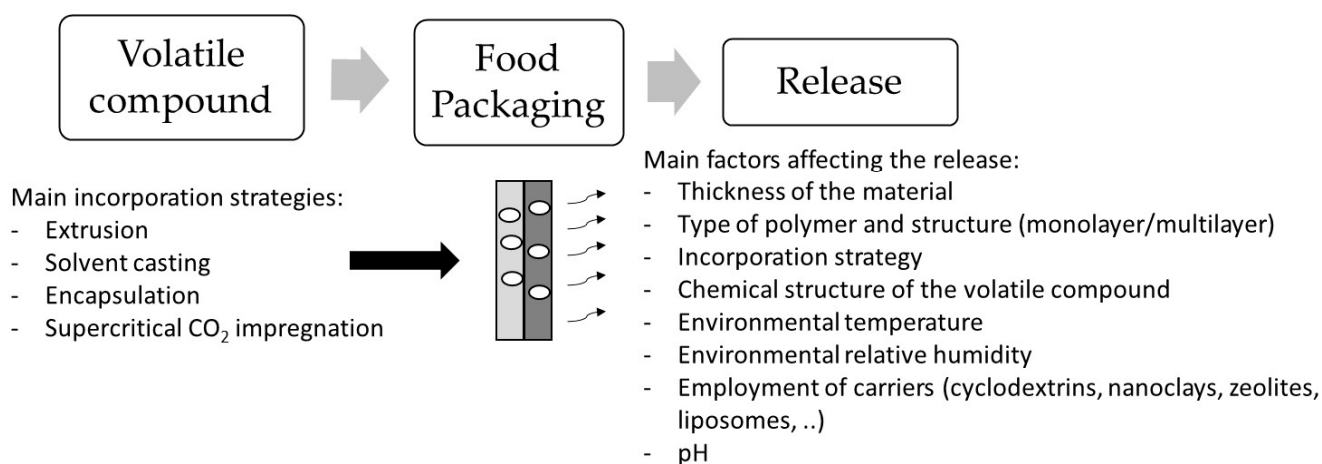 Volatile
compound
Food
Packaging
Release
Main incorporation strategies:
- Extrusion
- Solvent casting
- Encapsulation
- Supercritical CO₂ impregnation
Main factors affecting the release:
- Thickness of the material
- Type of polymer and structure (monolayer/multilayer)
- Incorporation strategy
- Chemical structure of the volatile compound
- Environmental temperature
- Environmental relative humidity
- Employment of carriers (cyclodextrins, nanoclays, zeolites,
liposomes, ..)
- pH